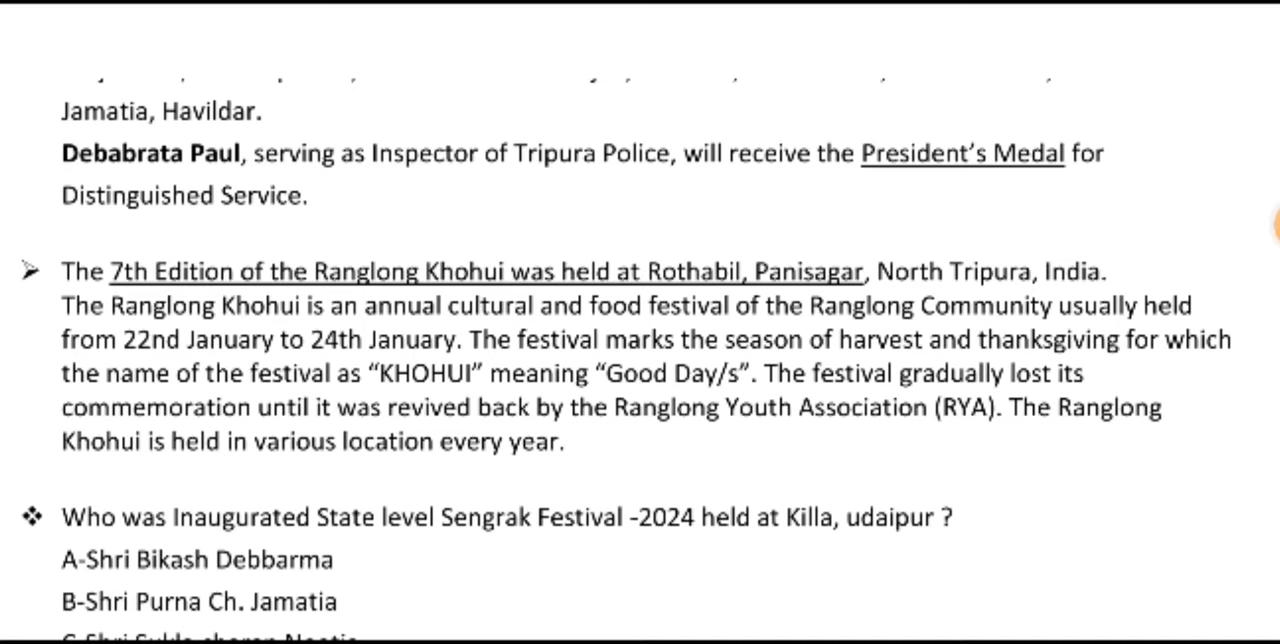 Jamatia, Havildar.
Debabrata Paul, serving as Inspector of Tripura Police, will receive the President’s Medal for
Distinguished Service.
➢ The 7th Edition of the Ranglong Khohui was held at Rothabil, Panisagar, North Tripura, India.
The Ranglong Khohui is an annual cultural and food festival of the Ranglong Community usually held
from 22nd January to 24th January. The festival marks the season of harvest and thanksgiving for which
the name of the festival as “KHOHUI” meaning “Good Day/s”. The festival gradually lost its
commemoration until it was revived back by the Ranglong Youth Association (RYA). The Ranglong
Khohui is held in various location every year.
❖ Who was Inaugurated State level Sengrak Festival -2024 held at Killa, udaipur ?
A-Shri Bikash Debbarma
B-Shri Purna Ch. Jamatia